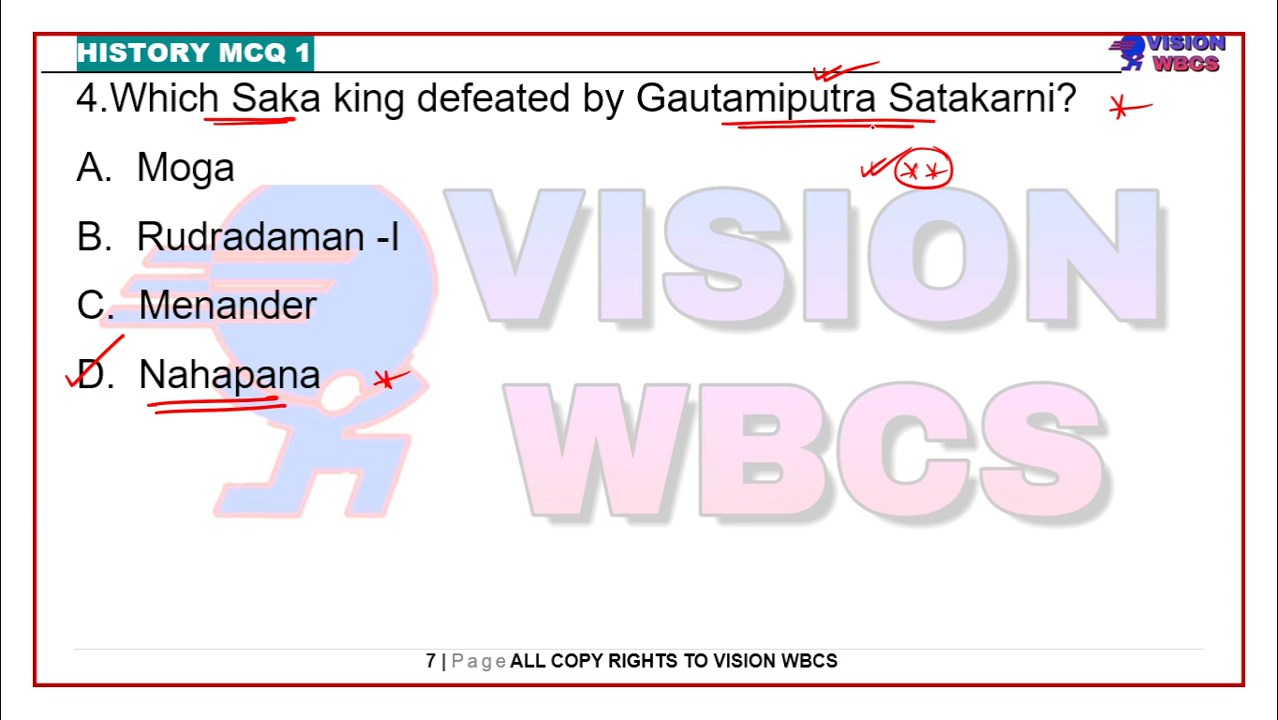 HISTORY MCQ 1
VISION
WBCS
4.Which Saka king defeated by Gautamiputra Satakarni?
A. Moga
B. Rudradaman -I
C. Menander
D. Nahapana
VISION
WBCS
7 | Page ALL COPY RIGHTS TO VISION WBCS